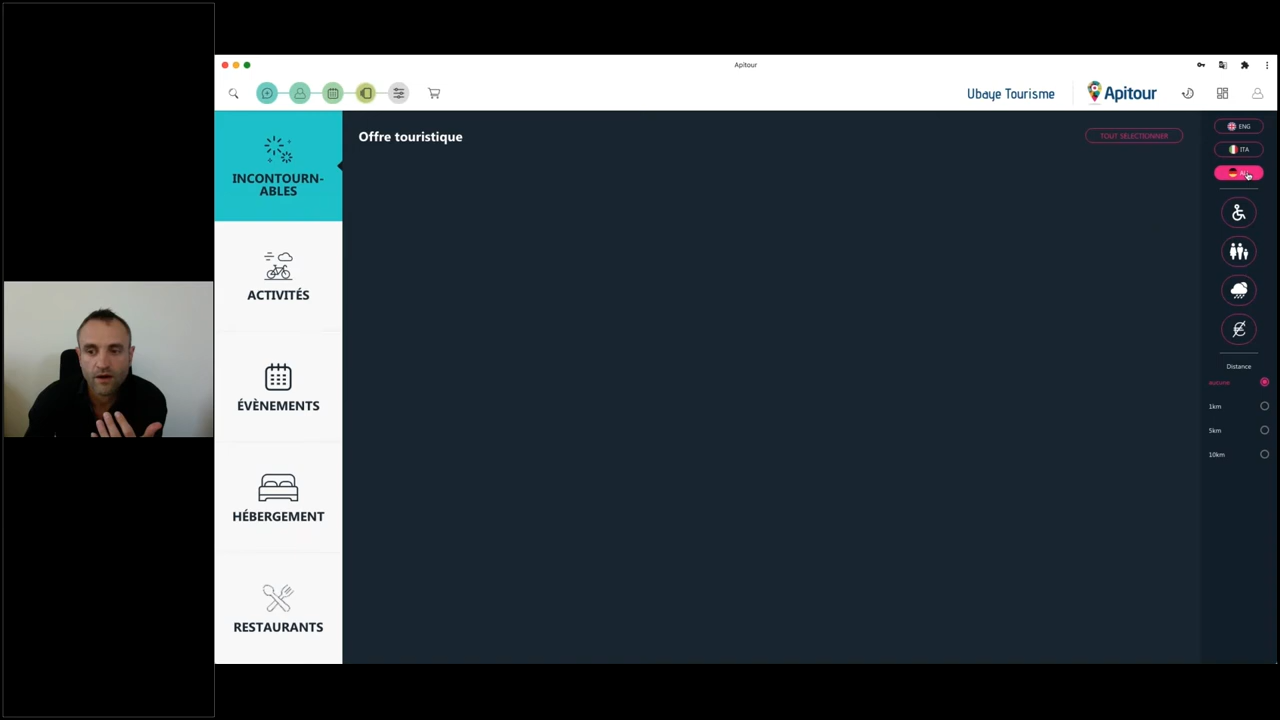 Apitour
Ubaye Tourisme
Apitour
INCONTOURN-
ABLES
ACTIVITÉS
ÉVÈNEMENTS
HÉBERGEMENT
RESTAURANTS
Offre touristique
TOUT SELECTIONNER
ENG
ITA
Distance
1km
5km
10km